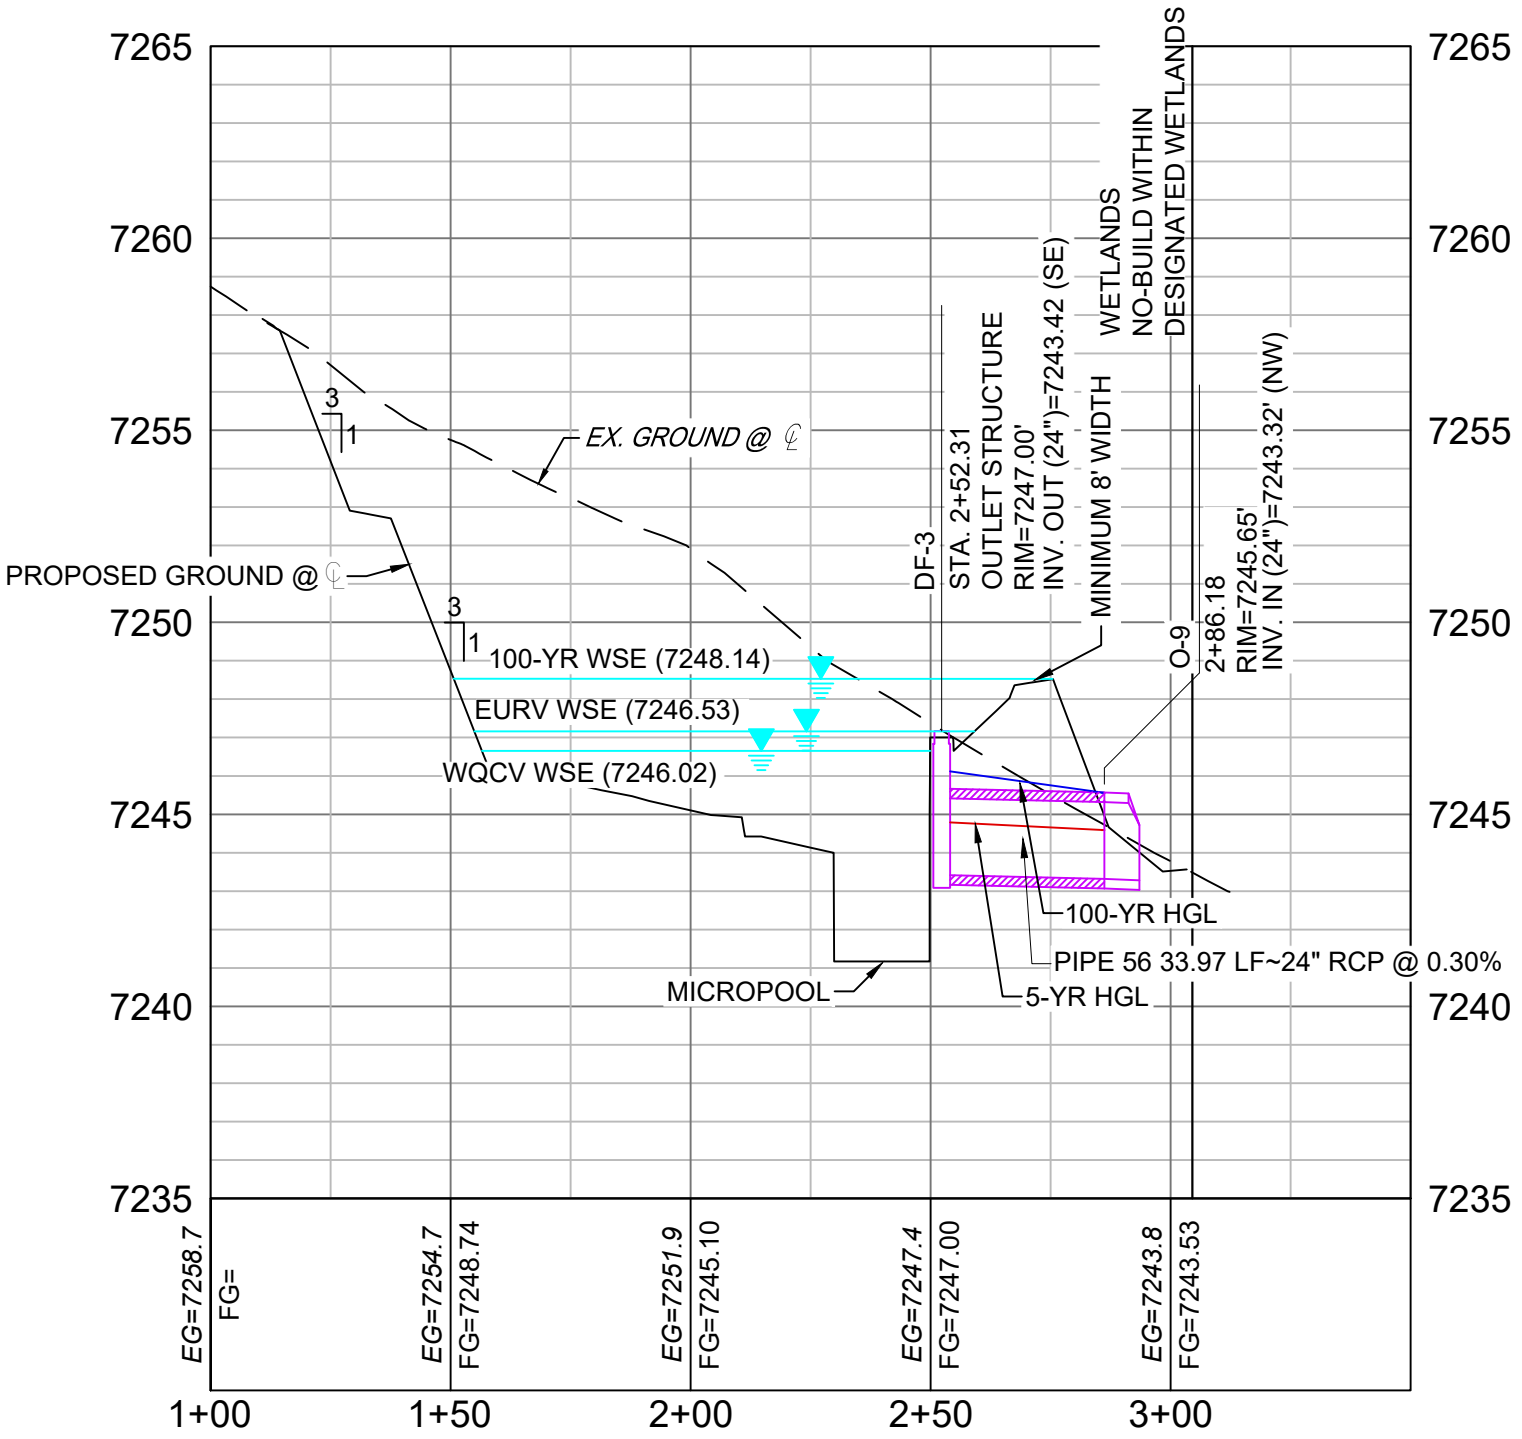 7265
7265
7260
7260
7255
7255
7250
7250
7245
7245
7240
7240
7235
7235
WETLANDS
NO-BUILD WITHIN
DESIGNATED WETLANDS
3
1
EX. GROUND @ ℄
PROPOSED GROUND @ ℄
3
1
DF-3
STA. 2+52.31
OUTLET STRUCTURE
RIM=7247.00'
INV. OUT (24")=7243.42 (SE)
MINIMUM 8' WIDTH
O-9
2+86.18
RIM=7245.65'
INV. IN (24")=7243.32' (NW)
100-YR WSE (7248.14)
EURV WSE (7246.53)
WQCV WSE (7246.02)
100-YR HGL
PIPE 56 33.97 LF~24" RCP @ 0.30%
5-YR HGL
MICROPOOL
EG=7258.7
FG=
EG=7254.7
FG=7248.74
EG=7251.9
FG=7245.10
EG=7247.4
FG=7247.00
EG=7243.8
FG=7243.53
1+00
1+50
2+00
2+50
3+00